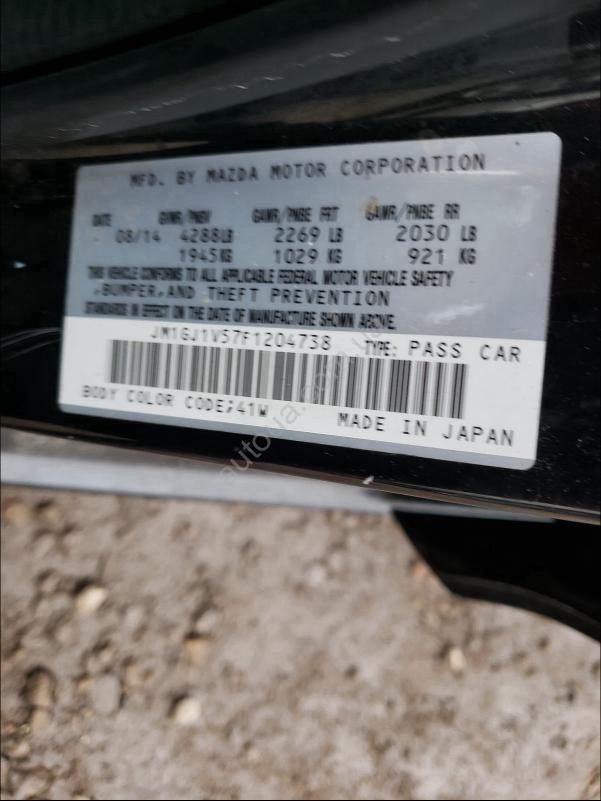 MFD. BY MAZDA MOTOR CORPORATION
DATE GVWR/PNBV GAWR/PNBE FRT GAWR/PNBE RR
08/14 4288LB 2269 LB 2030 LB
1945KG 1029 KG 921 KG
THIS VEHICLE CONFORMS TO ALL APPLICABLE FEDERAL MOTOR VEHICLE SAFETY
,BUMPER,AND THEFT PREVENTION
STANDARDS IN EFFECT ON THE DATE OF MANUFACTURE SHOWN ABOVE.
JM1GJ1V57F1204738 TYPE: PASS CAR
BODY COLOR CODE;41W MADE IN JAPAN